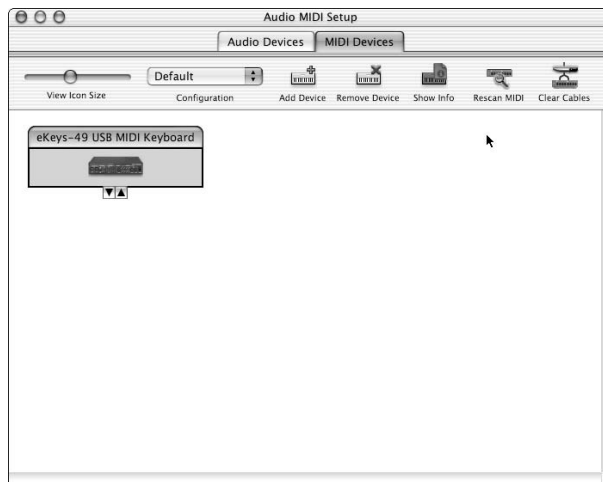 Audio MIDI Setup
Audio Devices
MIDI Devices
Default
View Icon Size
Configuration
Add Device
Remove Device
Show Info
Rescan MIDI
Clear Cables
eKeys-49 USB MIDI Keyboard